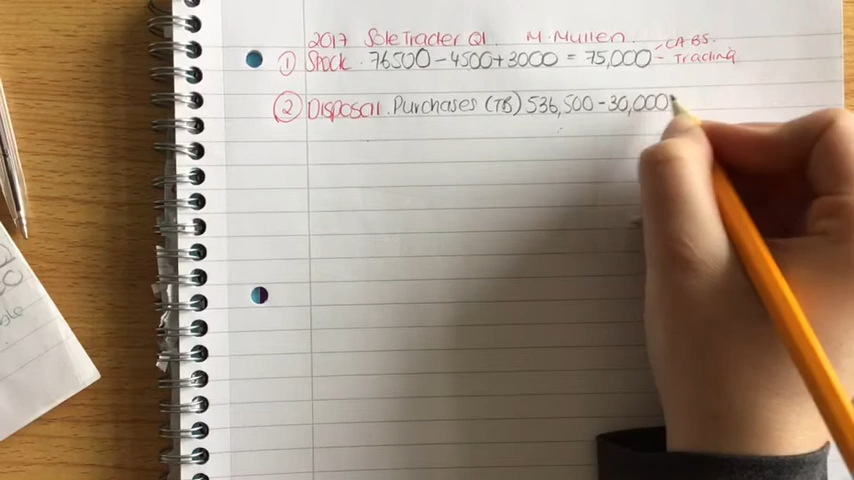 2017 Sole Trader Q1 M. Mullen.
① Stock. 76500 - 4500 + 3000 = 75,000 - CA BS.
- Trading
② Disposal. Purchases (TB) 536,500 - 30,000